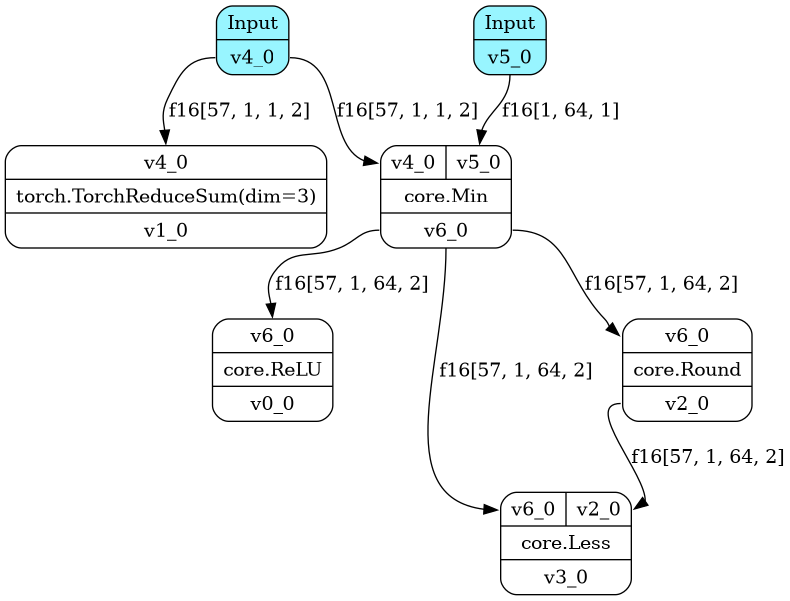 Input
v4_0
Input
v5_0
f16[57, 1, 1, 2]
f16[57, 1, 1, 2]
f16[1, 64, 1]
v4_0
torch.TorchReduceSum(dim=3)
v1_0
v4_0
v5_0
core.Min
v6_0
f16[57, 1, 64, 2]
f16[57, 1, 64, 2]
f16[57, 1, 64, 2]
v6_0
core.ReLU
v0_0
v6_0
core.Round
v2_0
f16[57, 1, 64, 2]
v6_0
v2_0
core.Less
v3_0